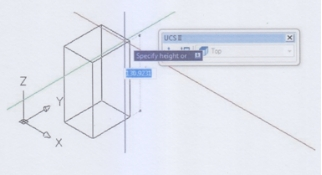 UCS II
Top
Specify height or
Z
Y
X